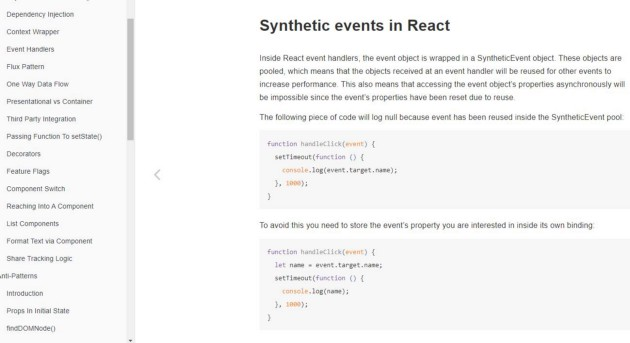 Dependency Injection
Context Wrapper
Event Handlers
Flux Pattern
One Way Data Flow
Presentational vs Container
Third Party Integration
Passing Function To setState()
Decorators
Feature Flags
Component Switch
Reaching Into A Component
List Components
Format Text via Component
Share Tracking Logic
nti-Patterns
Introduction
Props In Initial State
findDOMNode()
Synthetic events in React
Inside React event handlers, the event object is wrapped in a SyntheticEvent object. These objects are
pooled, which means that the objects received at an event handler will be reused for other events to
increase performance. This also means that accessing the event object's properties asynchronously will
be impossible since the event's properties have been reset due to reuse.
The following piece of code will log null because event has been reused inside the SyntheticEvent pool:
function handleClick(event) {
  setTimeout(function () {
    console.log(event.target.name);
  }, 1000);
}
To avoid this you need to store the event's property you are interested in inside its own binding:
function handleClick(event) {
  let name = event.target.name;
  setTimeout(function () {
    console.log(name);
  }, 1000);
}